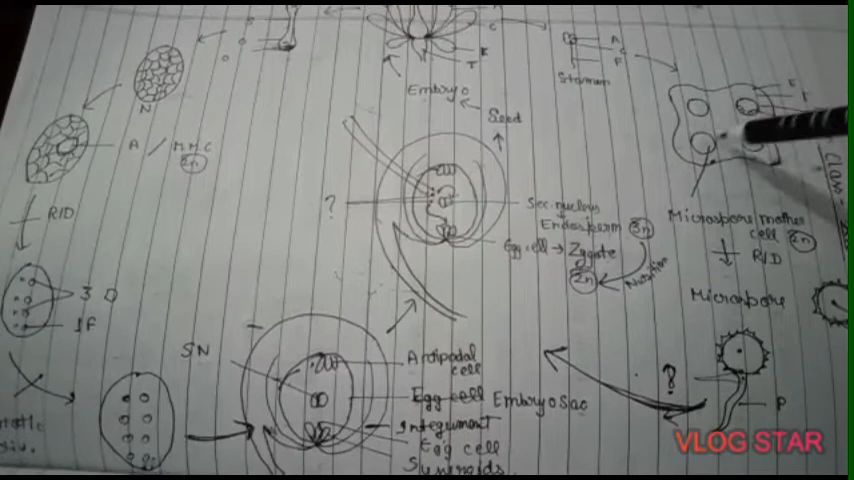 C
E
T
A
C
F
Stamen
Embryo
Seed
E
N
A / M.M.C
2n
R/D
?
Sec. nucleus
Endosperm 3n
Egg cell → Zygote
2n
Nutrition
Microspore mother
cell 2n
R/D
Microspore
3 D
1F
SN
Antipodal
cell
Egg cell
Embryo sac
Integument
Egg cell
Synergids.
?
P
Class-
VLOG STAR